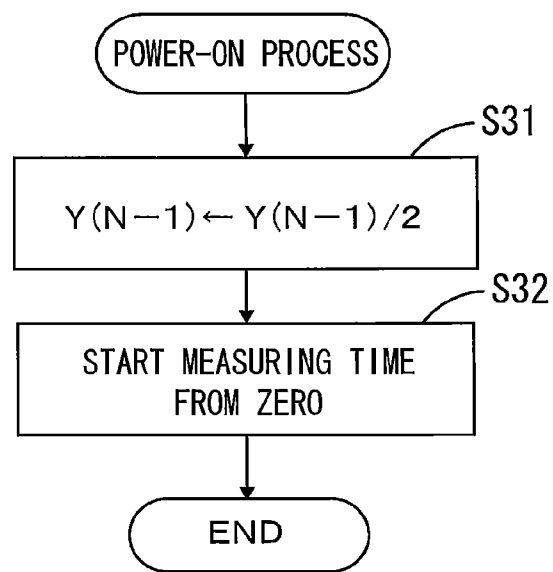 POWER-ON PROCESS
S31
Y(N−1)← Y(N−1)/2
S32
START MEASURING TIME
FROM ZERO
END